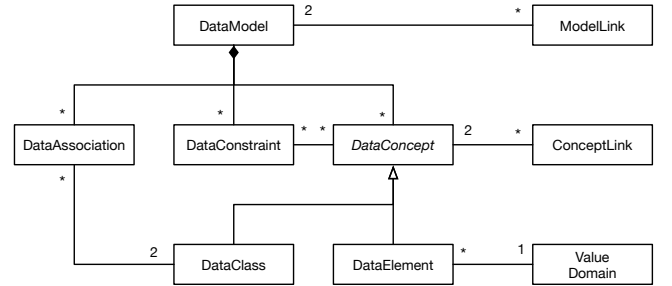 DataModel 2 * ModelLink
* * *
DataAssociation DataConstraint * * DataConcept 2 * ConceptLink
*
2
DataClass DataElement * 1 Value
Domain